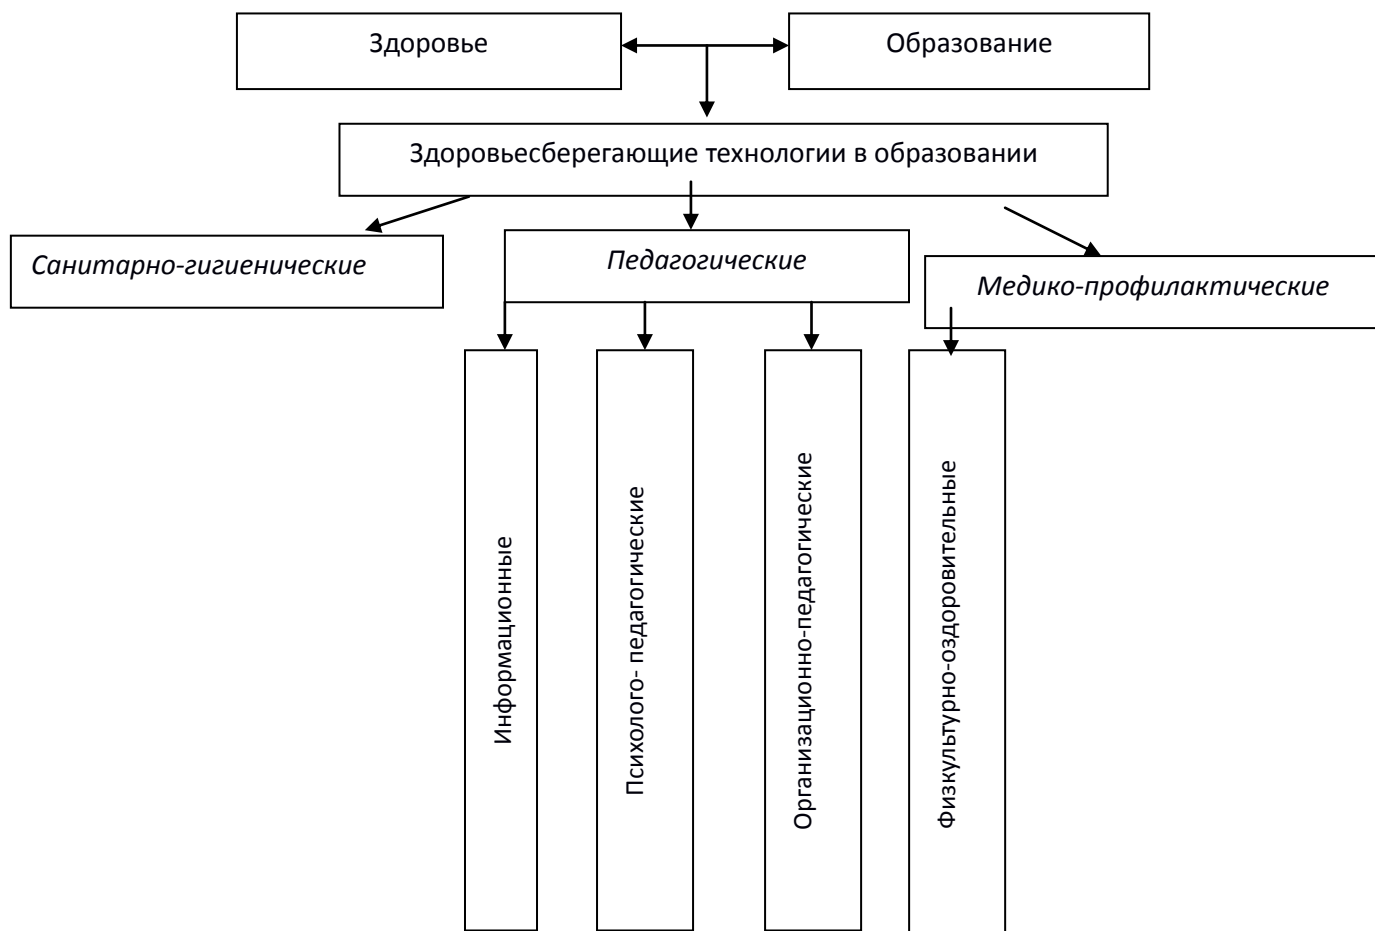 Здоровье
Образование
Здоровьесберегающие технологии в образовании
Санитарно-гигиенические
Педагогические
Медико-профилактические
Информационные
Психолого- педагогические
Организационно-педагогические
Физкультурно-оздоровительные